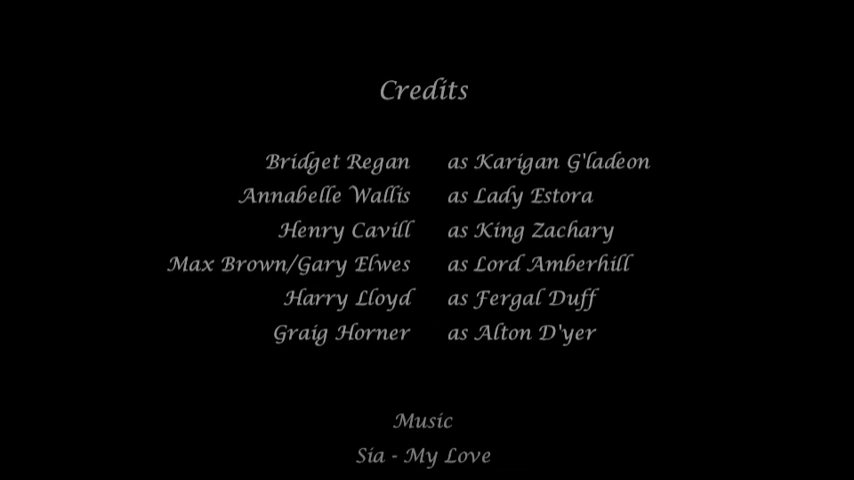 Credits
Bridget Regan as Karigan G'ladeon
Annabelle Wallis as Lady Estora
Henry Cavill as King Zachary
Max Brown/Gary Elwes as Lord Amberhill
Harry Lloyd as Fergal Duff
Graig Horner as Alton D'yer
Music
Sia - My Love